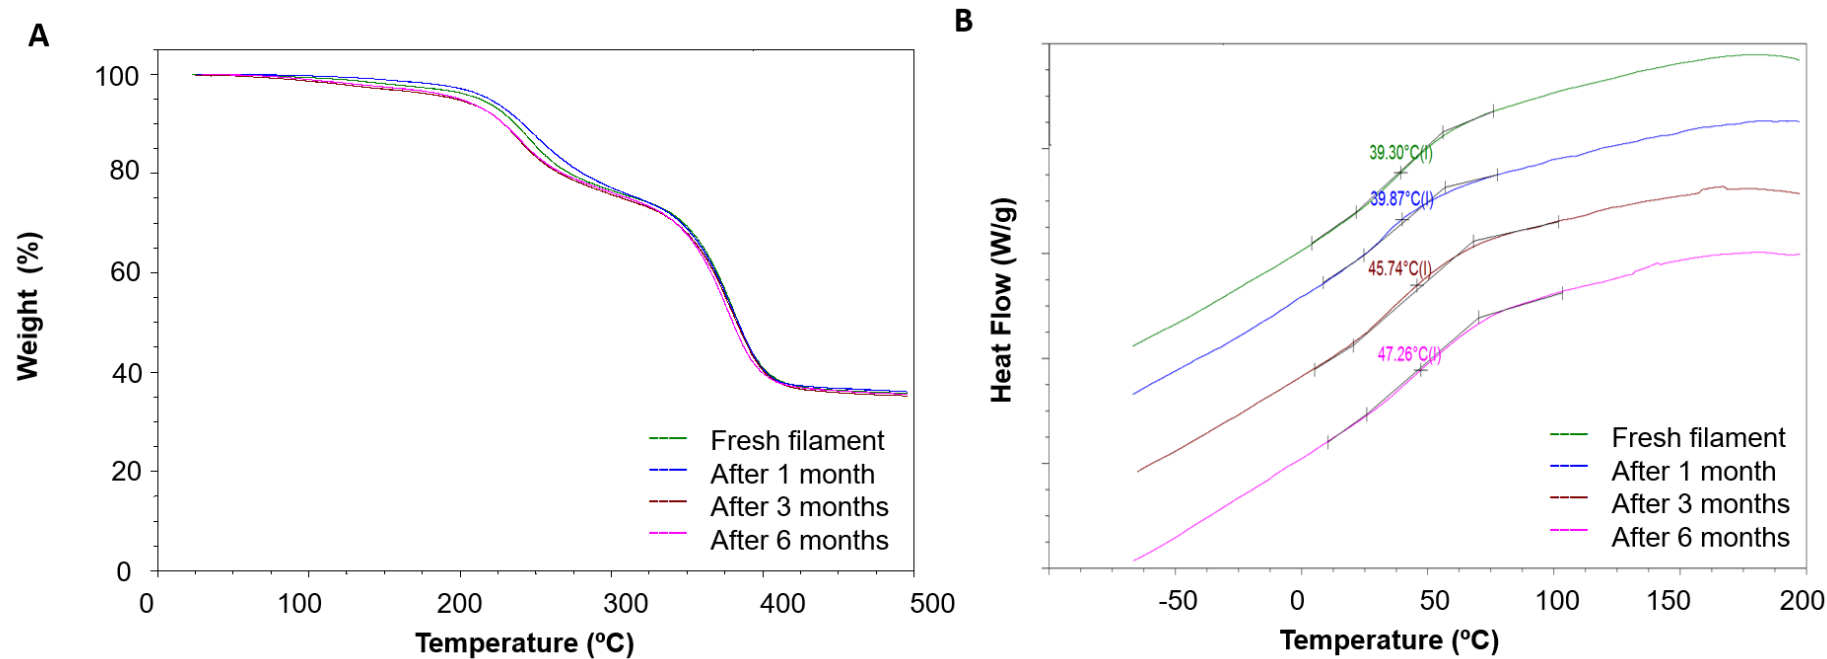 A
100
80
60
40
20
0
Weight (%)
0 100 200 300 400 500
Temperature (ºC)
Fresh filament
After 1 month
After 3 months
After 6 months
B
Heat Flow (W/g)
39.30°C(I)
39.87°C(I)
45.74°C(I)
47.26°C(I)
Fresh filament
After 1 month
After 3 months
After 6 months
-50 0 50 100 150 200
Temperature (ºC)